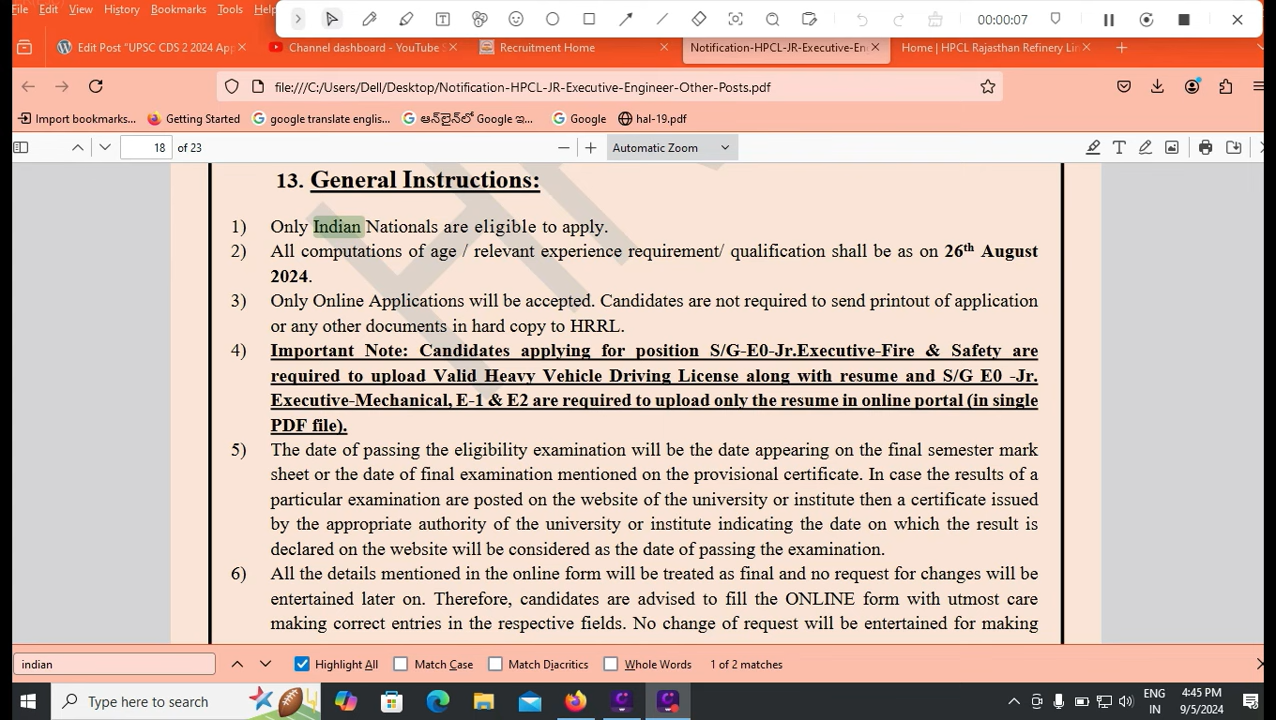 File Edit View History Bookmarks Tools
00:00:07
Edit Post "UPSC CDS 2 2024 App
Channel dashboard - YouTube
Recruitment Home
Notification-HPCL-JR-Executive-En
Home | HPCL Rajasthan Refinery Li
file:///C:/Users/Dell/Desktop/Notification-HPCL-JR-Executive-Engineer-Other-Posts.pdf
Import bookmarks... Getting Started google translate englis... ఆన్‌లైన్‌లో Google ఇ... Google hal-19.pdf
18 of 23 Automatic Zoom
13. General Instructions:
1) Only Indian Nationals are eligible to apply.
2) All computations of age / relevant experience requirement/ qualification shall be as on 26th August
2024.
3) Only Online Applications will be accepted. Candidates are not required to send printout of application
or any other documents in hard copy to HRRL.
4) Important Note: Candidates applying for position S/G-E0-Jr.Executive-Fire & Safety are
required to upload Valid Heavy Vehicle Driving License along with resume and S/G E0 -Jr.
Executive-Mechanical, E-1 & E2 are required to upload only the resume in online portal (in single
PDF file).
5) The date of passing the eligibility examination will be the date appearing on the final semester mark
sheet or the date of final examination mentioned on the provisional certificate. In case the results of a
particular examination are posted on the website of the university or institute then a certificate issued
by the appropriate authority of the university or institute indicating the date on which the result is
declared on the website will be considered as the date of passing the examination.
6) All the details mentioned in the online form will be treated as final and no request for changes will be
entertained later on. Therefore, candidates are advised to fill the ONLINE form with utmost care
making correct entries in the respective fields. No change of request will be entertained for making
indian Highlight All Match Case Match Diacritics Whole Words 1 of 2 matches
Type here to search
ENG
IN
4:45 PM
9/5/2024